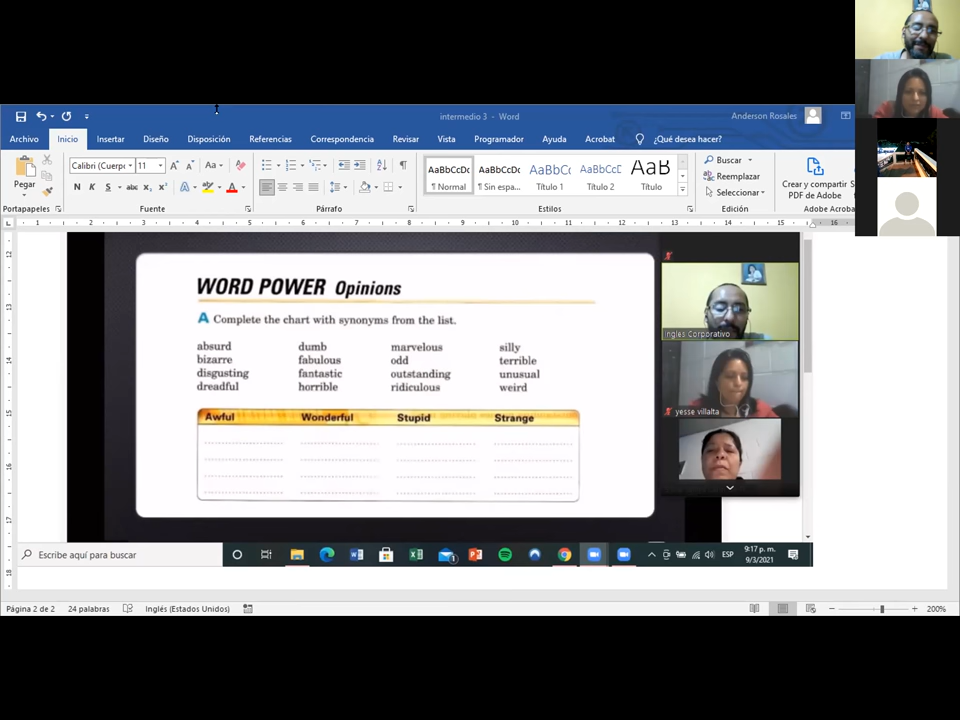 intermedio 3 - Word
Anderson Rosales
Archivo Inicio Insertar Diseño Disposición Referencias Correspondencia Revisar Vista Programador Ayuda Acrobat ¿Qué desea hacer?
Pegar
Calibri (Cuerpo 11
N K S abc x₂ x²
AaBbCcDc AaBbCcDc AaBbCc AaBbCcC AaB
¶ Normal ¶ Sin espa... Título 1 Título 2 Título
Buscar
Reemplazar
Seleccionar
Crear y compartir
PDF de Adobe
Portapapeles Fuente Párrafo Estilos Edición Adobe Acroba
WORD POWER Opinions
A Complete the chart with synonyms from the list.
absurd dumb marvelous silly
bizarre fabulous odd terrible
disgusting fantastic outstanding unusual
dreadful horrible ridiculous weird
Awful Wonderful Stupid Strange
Ingles Corporativo
yesse villalta
Escribe aquí para buscar
ESP
9:17 p. m.
9/3/2021
Página 2 de 2 24 palabras Inglés (Estados Unidos) 200%